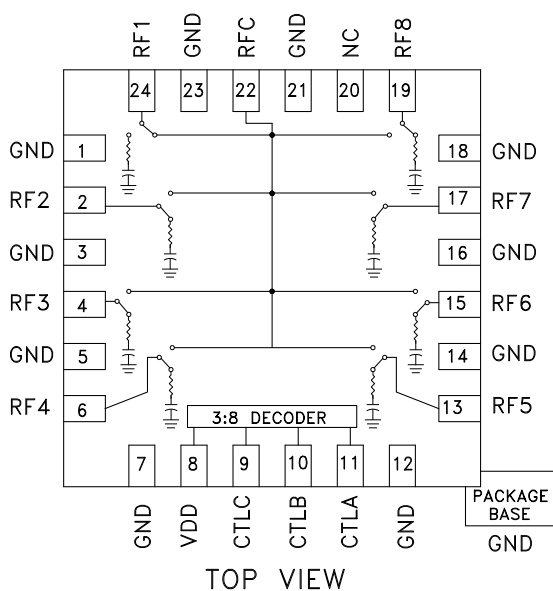 RF1 GND RFC GND NC RF8
24 23 22 21 20 19
GND 1 18 GND
RF2 2 17 RF7
GND 3 16 GND
RF3 4 15 RF6
GND 5 14 GND
RF4 6 13 RF5
3:8 DECODER
7 8 9 10 11 12
GND VDD CTLC CTLB CTLA GND
PACKAGE
BASE
GND
TOP VIEW